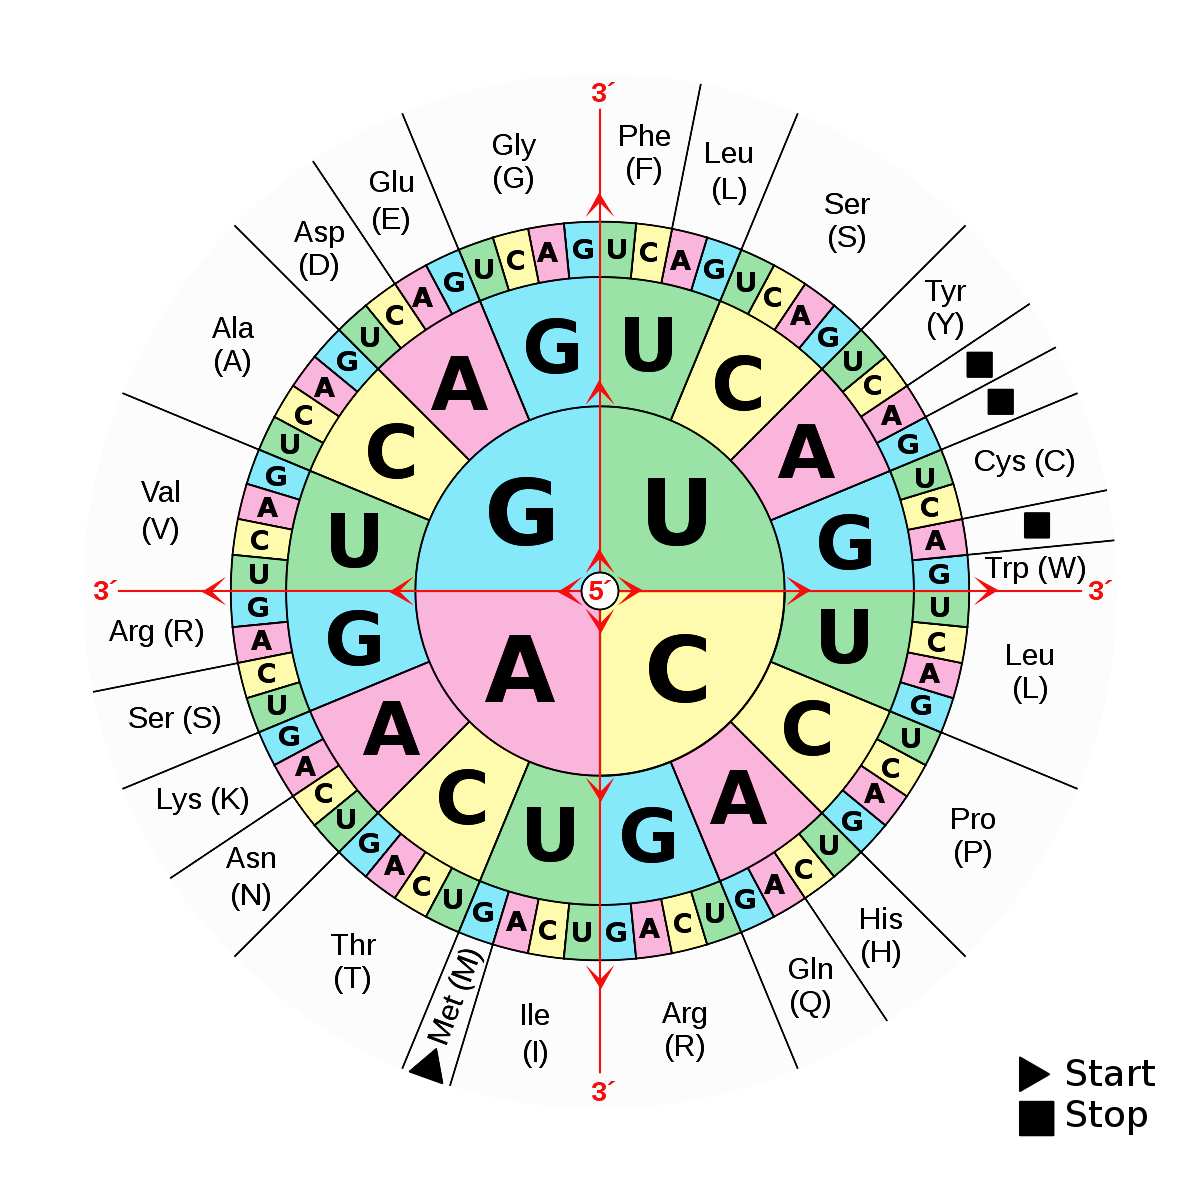 3´
Phe
(F)
Leu
(L)
Ser
(S)
Tyr
(Y)
Cys (C)
Trp (W)
3´
Leu
(L)
Pro
(P)
His
(H)
Gln
(Q)
Arg
(R)
3´
Ile
(I)
Met (M)
Thr
(T)
Asn
(N)
Lys (K)
Ser (S)
Arg (R)
3´
Val
(V)
Ala
(A)
Asp
(D)
Glu
(E)
Gly
(G)
U C A G U C A G U C A G U C A G
U C A G U C A G U C A G U C A G
U C A G U C A G U C A G U C A G
U C A G U C A G U C A G U C A G
U C A G
U C A G
U C A G
U C A G
U C A G
5´
Start
Stop